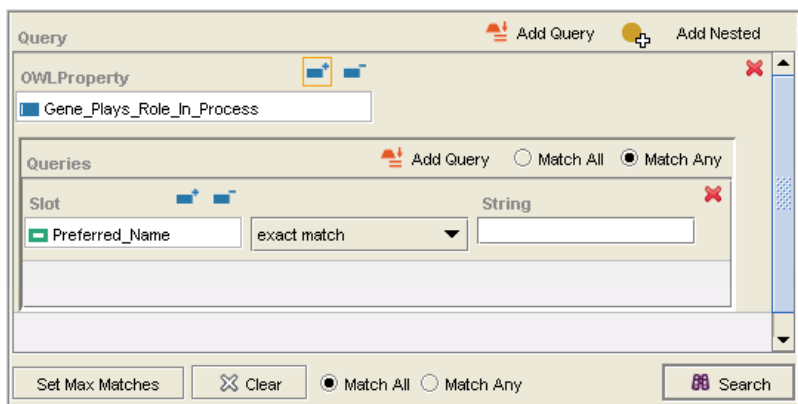 Query Add Query Add Nested
OWLProperty
Gene_Plays_Role_In_Process
Queries Add Query Match All Match Any
Slot String
Preferred_Name exact match
Set Max Matches Clear Match All Match Any Search